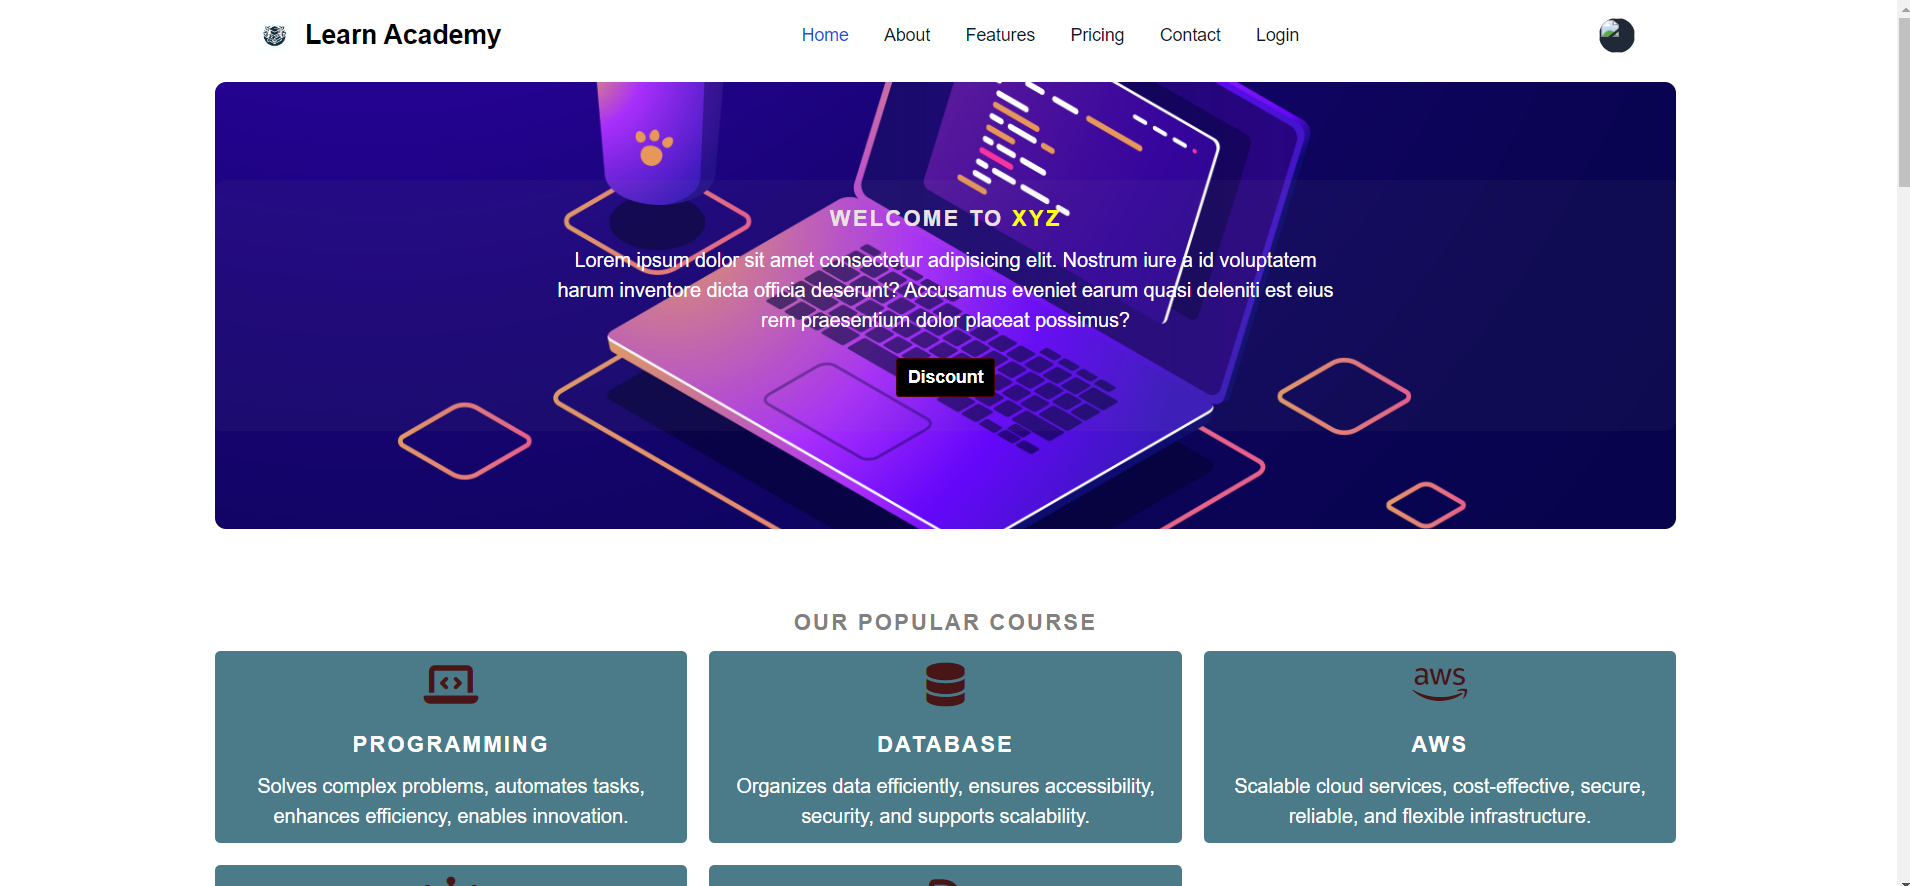 Learn Academy
Home About Features Pricing Contact Login
WELCOME TO XYZ
Lorem ipsum dolor sit amet consectetur adipisicing elit. Nostrum iure a id voluptatem
harum inventore dicta officia deserunt? Accusamus eveniet earum quasi deleniti est eius
rem praesentium dolor placeat possimus?
Discount
OUR POPULAR COURSE
PROGRAMMING
Solves complex problems, automates tasks,
enhances efficiency, enables innovation.
DATABASE
Organizes data efficiently, ensures accessibility,
security, and supports scalability.
aws
AWS
Scalable cloud services, cost-effective, secure,
reliable, and flexible infrastructure.